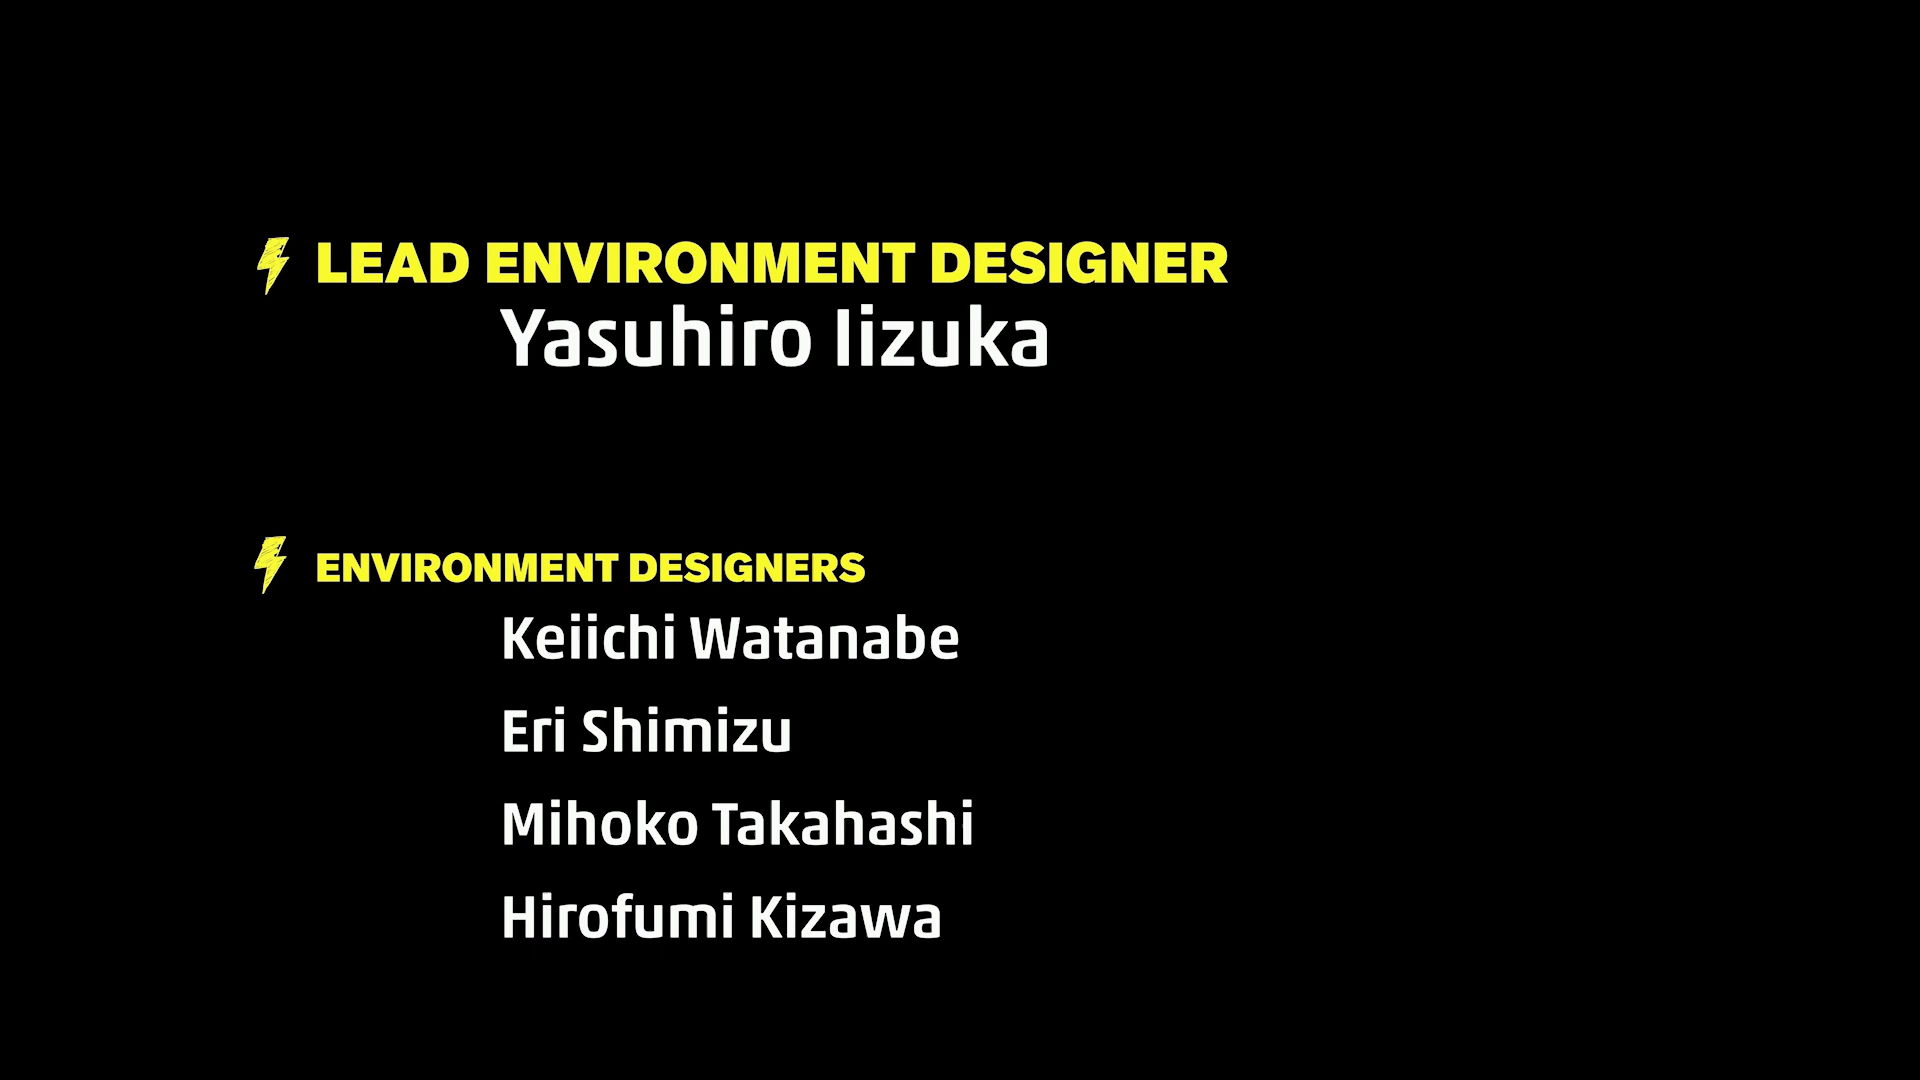 LEAD ENVIRONMENT DESIGNER
Yasuhiro Iizuka
ENVIRONMENT DESIGNERS
Keiichi Watanabe
Eri Shimizu
Mihoko Takahashi
Hirofumi Kizawa